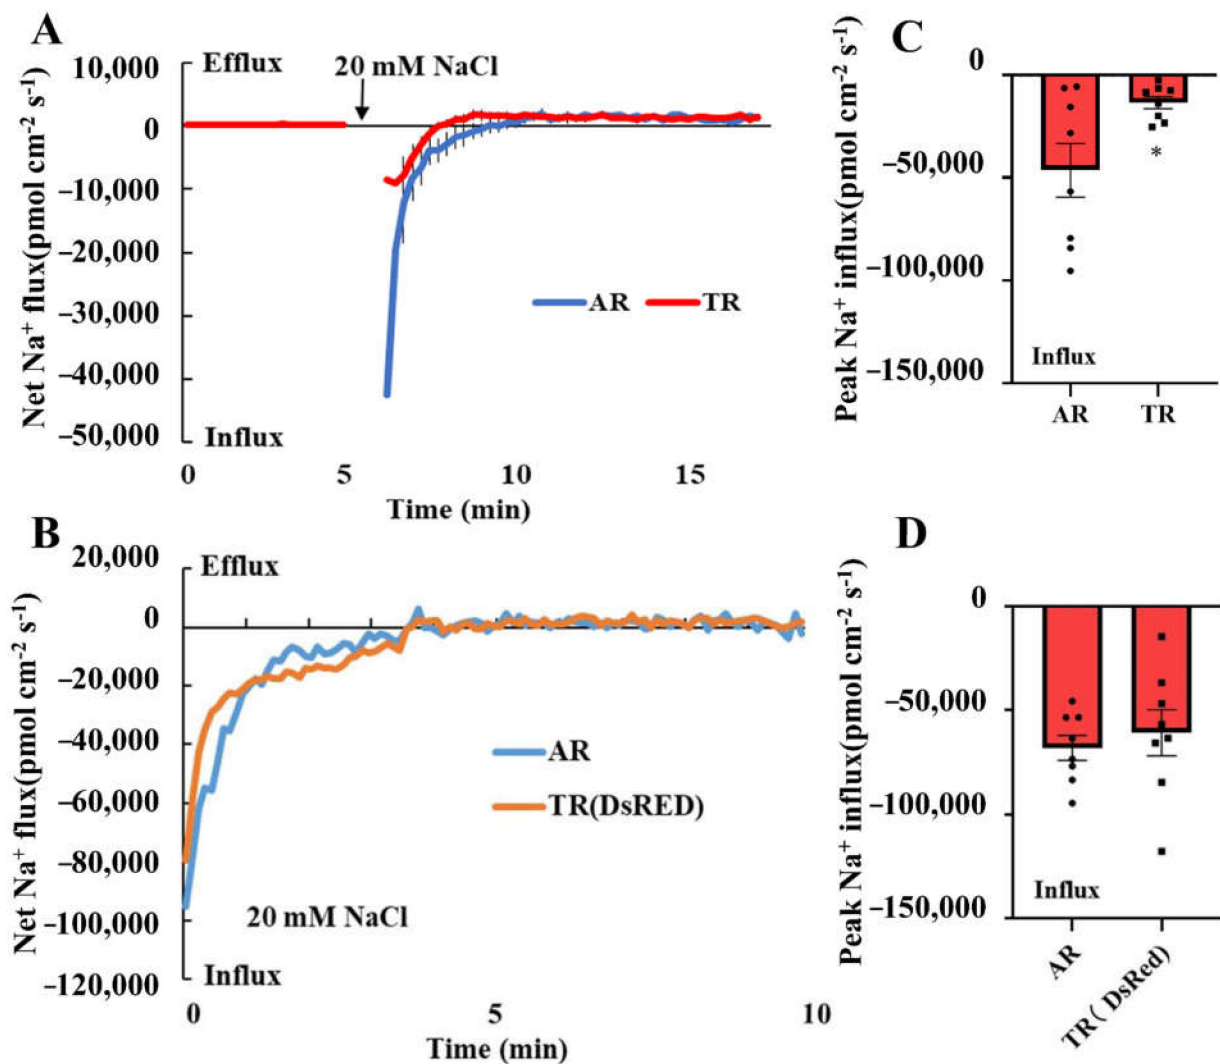 A
Net Na⁺ flux(pmol cm⁻² s⁻¹)
10,000
0
−10,000
−20,000
−30,000
−40,000
−50,000
Efflux
20 mM NaCl
AR
TR
Influx
0
5
10
15
Time (min)
C
Peak Na⁺ influx(pmol cm⁻² s⁻¹)
0
−50,000
−100,000
−150,000
*
Influx
AR
TR
B
Net Na⁺ flux(pmol cm⁻² s⁻¹)
20,000
0
−20,000
−40,000
−60,000
−80,000
−100,000
−120,000
Efflux
AR
TR(DsRED)
20 mM NaCl
Influx
0
5
10
Time (min)
D
Peak Na⁺ influx(pmol cm⁻² s⁻¹)
0
−50,000
−100,000
−150,000
Influx
AR
TR( DsRed)